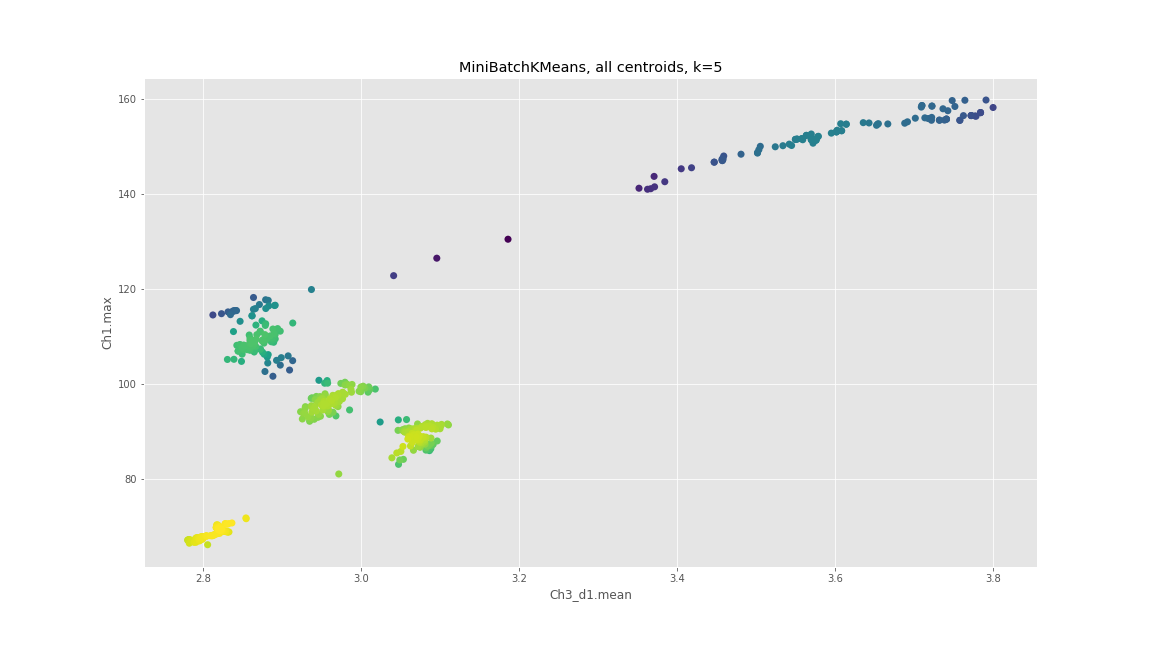 MiniBatchKMeans, all centroids, k=5
160
140
120
100
80
Ch1.max
2.8 3.0 3.2 3.4 3.6 3.8
Ch3_d1.mean